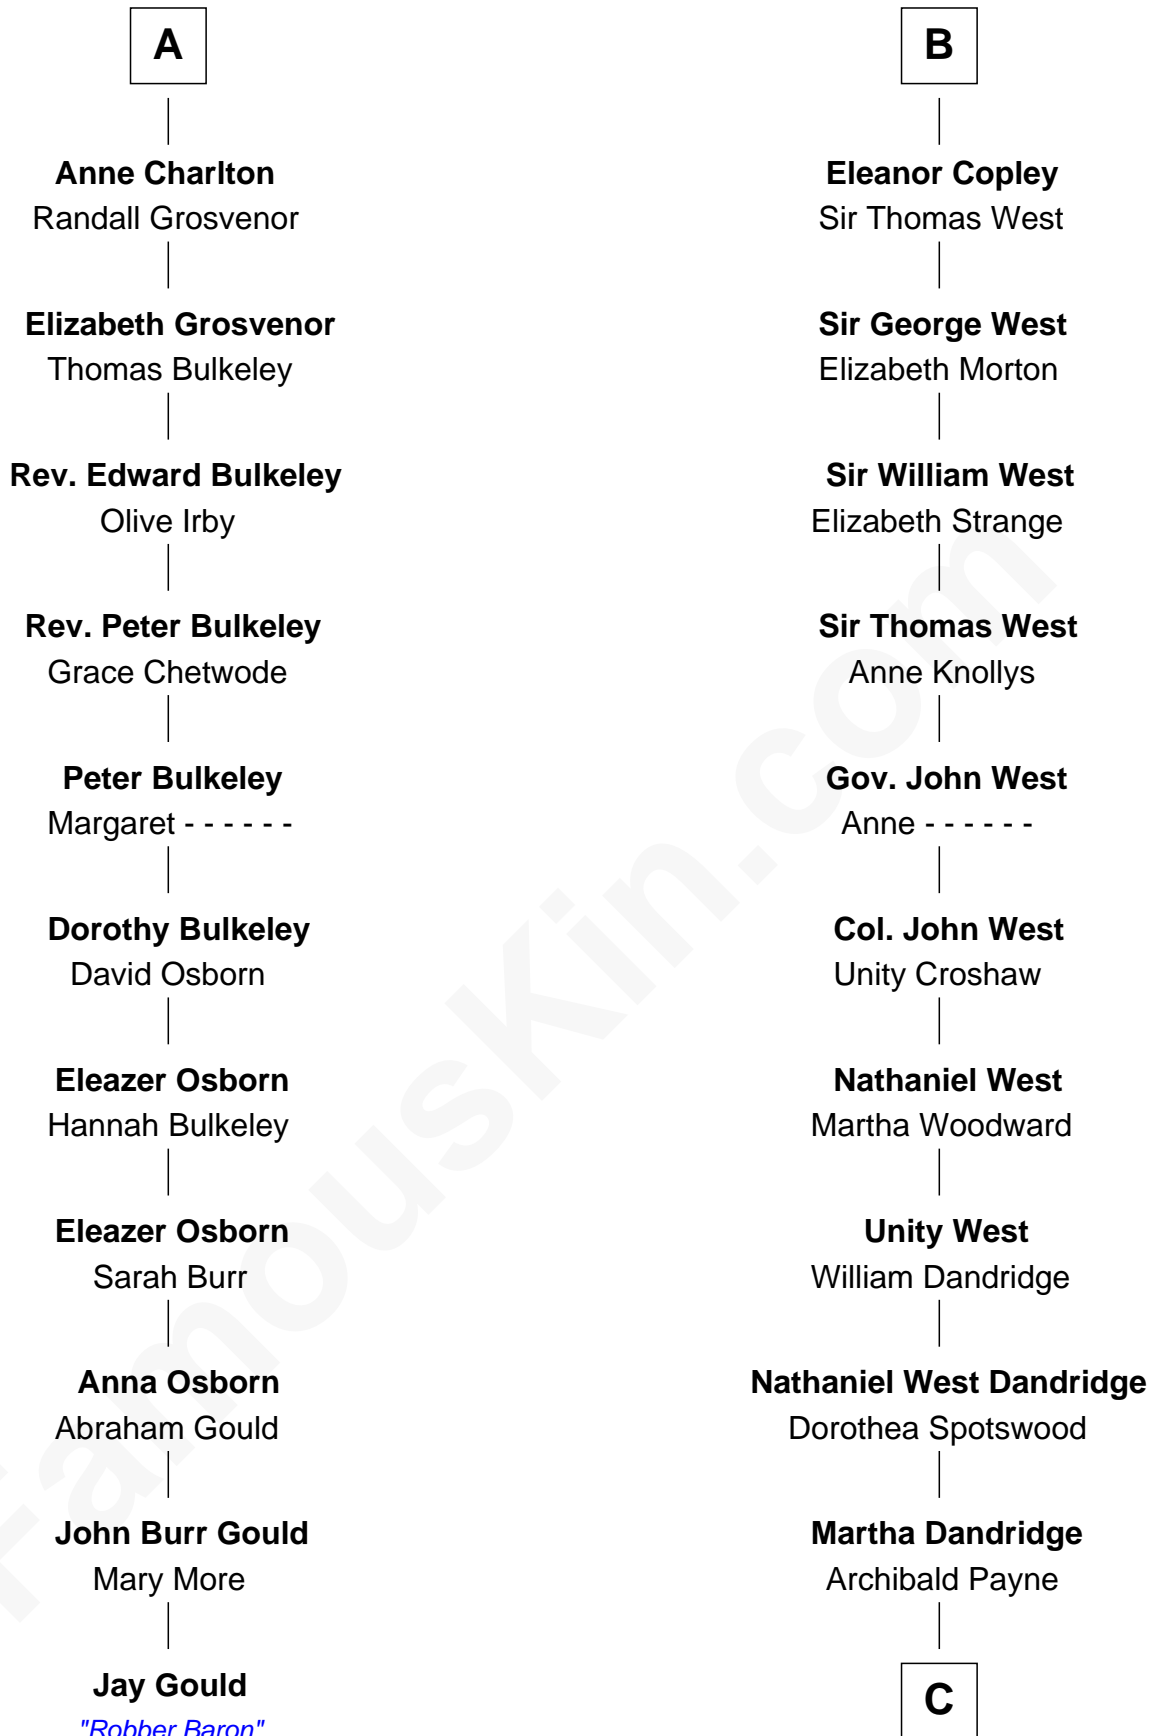 A
Anne Charlton
Randall Grosvenor
Elizabeth Grosvenor
Thomas Bulkeley
Rev. Edward Bulkeley
Olive Irby
Rev. Peter Bulkeley
Grace Chetwode
Peter Bulkeley
Margaret - - - - - -
Dorothy Bulkeley
David Osborn
Eleazer Osborn
Hannah Bulkeley
Eleazer Osborn
Sarah Burr
Anna Osborn
Abraham Gould
John Burr Gould
Mary More
Jay Gould
"Robber Baron"
B
Eleanor Copley
Sir Thomas West
Sir George West
Elizabeth Morton
Sir William West
Elizabeth Strange
Sir Thomas West
Anne Knollys
Gov. John West
Anne - - - - - -
Col. John West
Unity Croshaw
Nathaniel West
Martha Woodward
Unity West
William Dandridge
Nathaniel West Dandridge
Dorothea Spotswood
Martha Dandridge
Archibald Payne
C
FamousKin.com